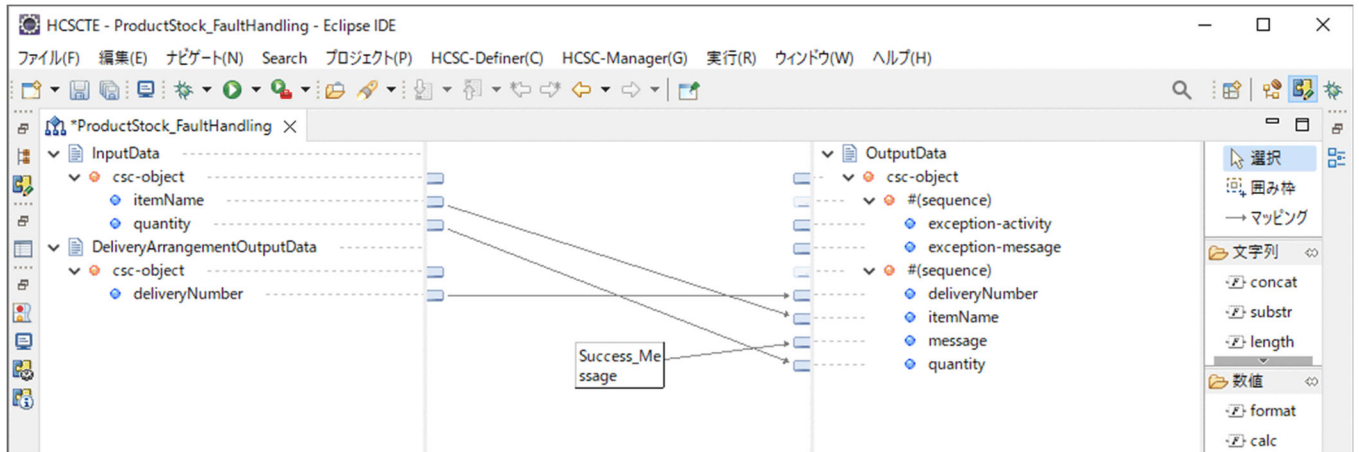 HCSCTE - ProductStock_FaultHandling - Eclipse IDE
ファイル(F) 編集(E) ナビゲート(N) Search プロジェクト(P) HCSC-Definer(C) HCSC-Manager(G) 実行(R) ウィンドウ(W) ヘルプ(H)
*ProductStock_FaultHandling
InputData
csc-object
itemName
quantity
DeliveryArrangementOutputData
csc-object
deliveryNumber
Success_Me
ssage
OutputData
csc-object
#(sequence)
exception-activity
exception-message
#(sequence)
deliveryNumber
itemName
message
quantity
選択
囲み枠
マッピング
文字列
concat
substr
length
数値
format
calc